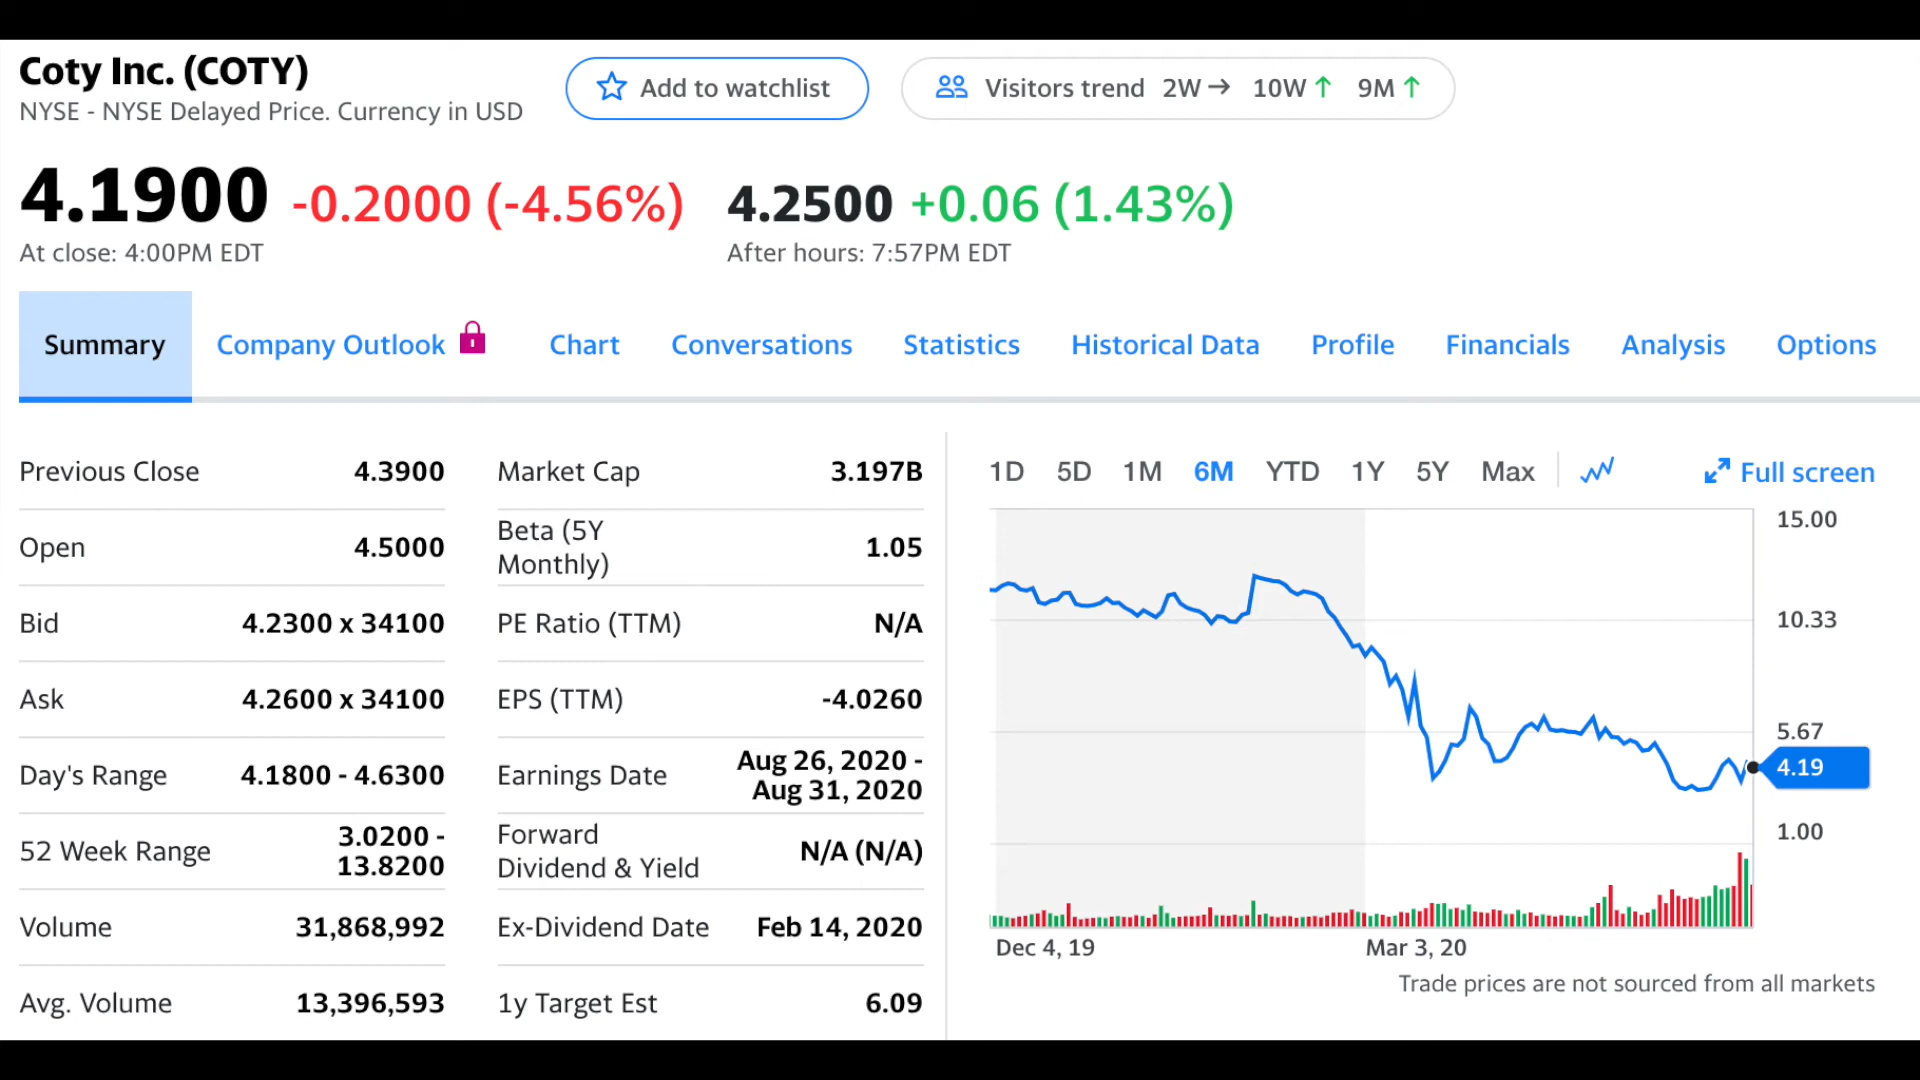 Coty Inc. (COTY)
NYSE - NYSE Delayed Price. Currency in USD
Add to watchlist
Visitors trend 2W→ 10W↑ 9M↑
4.1900 -0.2000 (-4.56%)
At close: 4:00PM EDT
4.2500 +0.06 (1.43%)
After hours: 7:57PM EDT
Summary Company Outlook Chart Conversations Statistics Historical Data Profile Financials Analysis Options
Previous Close 4.3900
Open 4.5000
Bid 4.2300 x 34100
Ask 4.2600 x 34100
Day's Range 4.1800 - 4.6300
52 Week Range 3.0200 -
13.8200
Volume 31,868,992
Avg. Volume 13,396,593
Market Cap 3.197B
Beta (5Y
Monthly) 1.05
PE Ratio (TTM) N/A
EPS (TTM) -4.0260
Earnings Date Aug 26, 2020 -
Aug 31, 2020
Forward
Dividend & Yield N/A (N/A)
Ex-Dividend Date Feb 14, 2020
1y Target Est 6.09
1D 5D 1M 6M YTD 1Y 5Y Max Full screen
15.00
10.33
5.67
4.19
1.00
Dec 4, 19 Mar 3, 20
Trade prices are not sourced from all markets